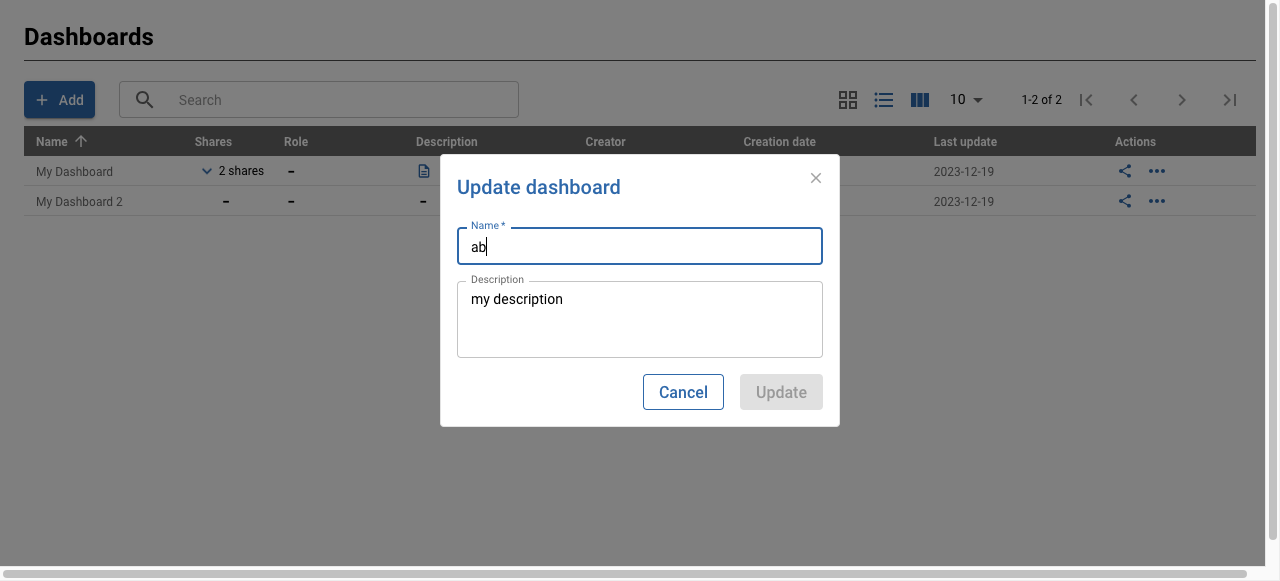 Dashboards
Add
Search
10
1-2 of 2
Name Shares Role Description Creator Creation date Last update Actions
My Dashboard 2 shares - 2023-12-19
My Dashboard 2 - - - 2023-12-19
Update dashboard
Name *
ab
Description
my description
Cancel Update